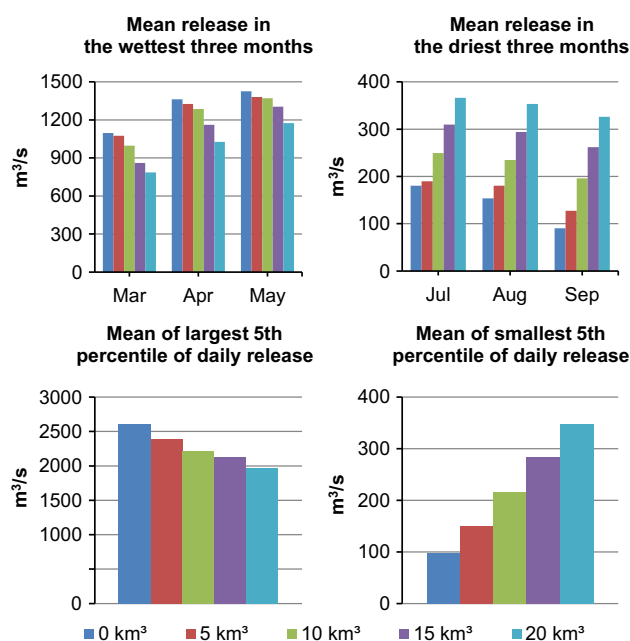 Mean release in
the wettest three months
m³/s
1500
1200
900
600
300
0
Mar Apr May
Mean release in
the driest three months
m³/s
400
300
200
100
0
Jul Aug Sep
Mean of largest 5th
percentile of daily release
m³/s
3000
2500
2000
1500
1000
0
Mean of smallest 5th
percentile of daily release
m³/s
400
300
200
100
0
0 km³ 5 km³ 10 km³ 15 km³ 20 km³